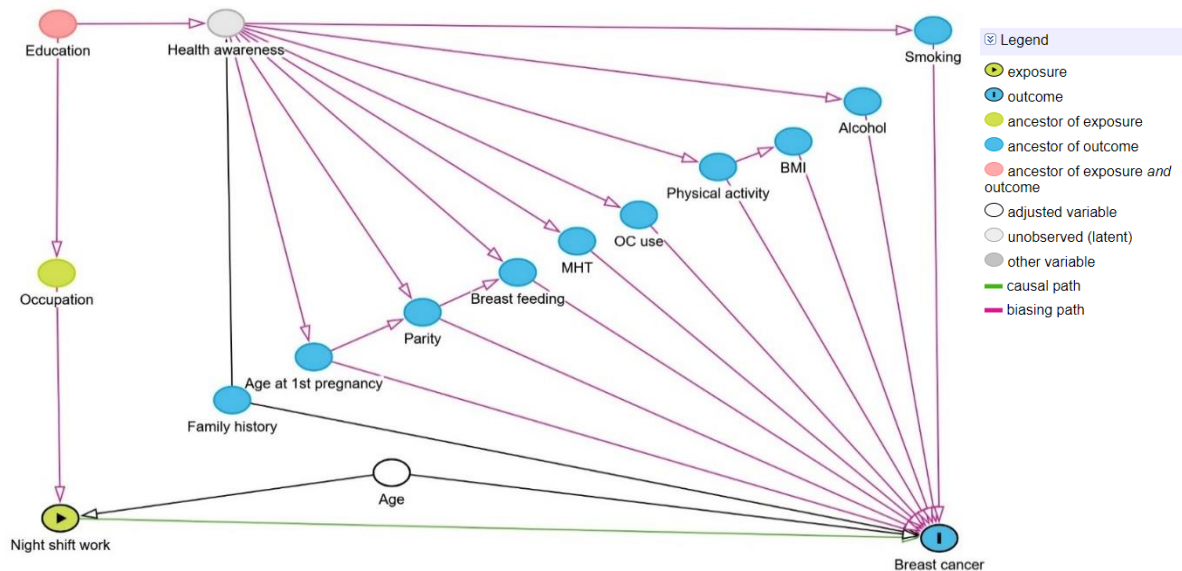 Education
Health awareness
Smoking
Alcohol
BMI
Physical activity
OC use
MHT
Breast feeding
Occupation
Parity
Age at 1st pregnancy
Family history
Age
Night shift work
Breast cancer
Legend
exposure
outcome
ancestor of exposure
ancestor of outcome
ancestor of exposure and
outcome
adjusted variable
unobserved (latent)
other variable
causal path
biasing path